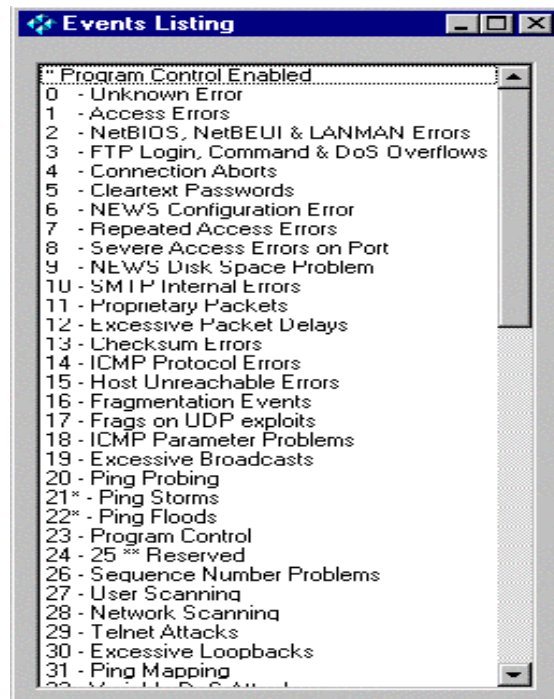 Events Listing
* Program Control Enabled
0 - Unknown Error
1 - Access Errors
2 - NetBIOS, NetBEUI & LANMAN Errors
3 - FTP Login, Command & DoS Overflows
4 - Connection Aborts
5 - Cleartext Passwords
6 - NEWS Configuration Error
7 - Repeated Access Errors
8 - Severe Access Errors on Port
9 - NEWS Disk Space Problem
10 - SMTP Internal Errors
11 - Proprietary Packets
12 - Excessive Packet Delays
13 - Checksum Errors
14 - ICMP Protocol Errors
15 - Host Unreachable Errors
16 - Fragmentation Events
17 - Frags on UDP exploits
18 - ICMP Parameter Problems
19 - Excessive Broadcasts
20 - Ping Probing
21* - Ping Storms
22* - Ping Floods
23 - Program Control
24 - 25 ** Reserved
26 - Sequence Number Problems
27 - User Scanning
28 - Network Scanning
29 - Telnet Attacks
30 - Excessive Loopbacks
31 - Ping Mapping